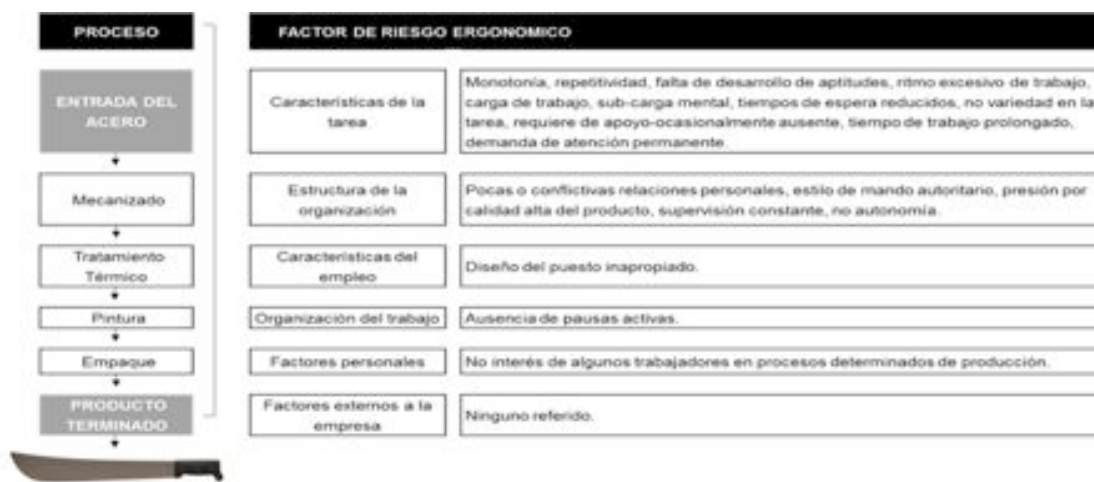 PROCESO
FACTOR DE RIESGO ERGONOMICO
ENTRADA DEL
ACERO
Características de la
tarea
Monotonía, repetitividad, falta de desarrollo de aptitudes, ritmo excesivo de trabajo,
carga de trabajo, sub-carga mental, tiempos de espera reducidos, no variedad en la
tarea, requiere de apoyo-ocasionalmente ausente, tiempo de trabajo prolongado,
demanda de atención permanente.
Mecanizado
Estructura de la
organización
Pocas o conflictivas relaciones personales, estilo de mando autoritario, presión por
calidad alta del producto, supervisión constante, no autonomía.
Tratamiento
Térmico
Características del
empleo
Diseño del puesto inapropiado.
Pintura
Organización del trabajo
Ausencia de pausas activas.
Empaque
Factores personales
No interés de algunos trabajadores en procesos determinados de producción.
PRODUCTO
TERMINADO
Factores externos a la
empresa
Ninguno referido.